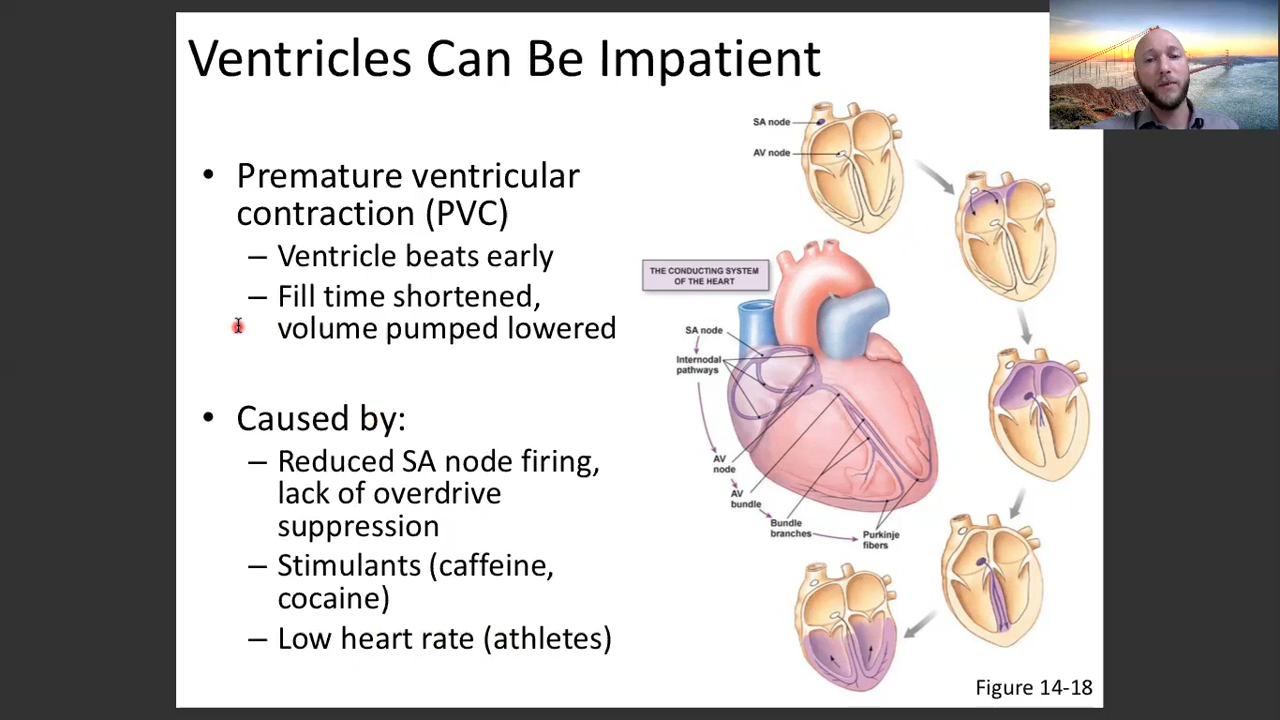 Ventricles Can Be Impatient
• Premature ventricular
contraction (PVC)
– Ventricle beats early
– Fill time shortened,
volume pumped lowered
• Caused by:
– Reduced SA node firing,
lack of overdrive
suppression
– Stimulants (caffeine,
cocaine)
– Low heart rate (athletes)
SA node
AV node
THE CONDUCTING SYSTEM
OF THE HEART
SA node
Internodal
pathways
AV
node
AV
bundle
Bundle
branches
Purkinje
fibers
Figure 14-18